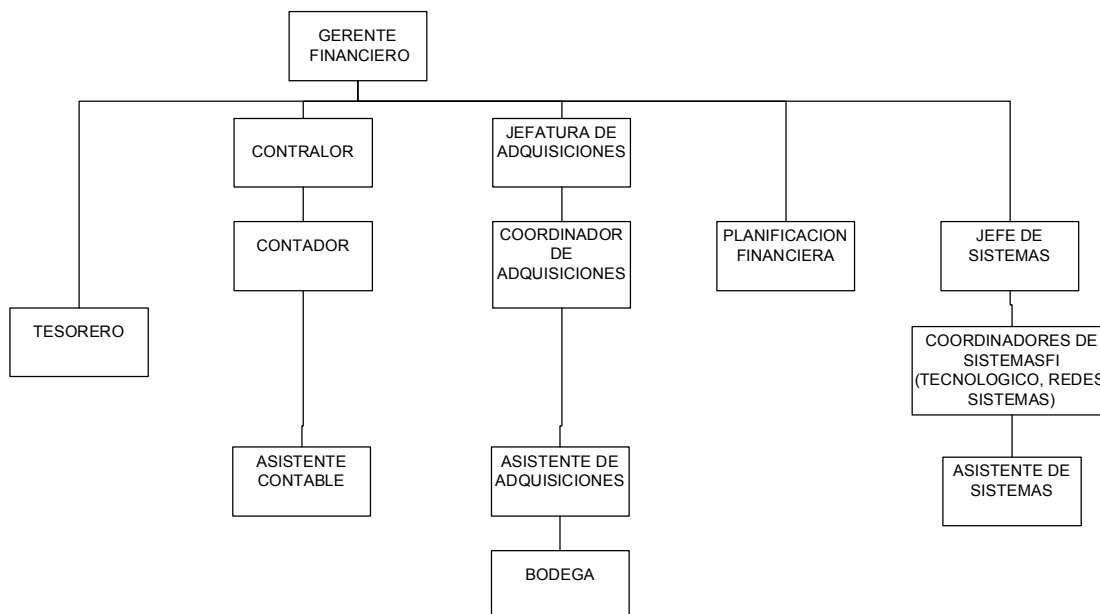 GERENTE
FINANCIERO
CONTRALOR
JEFATURA DE
ADQUISICIONES
CONTADOR
COORDINADOR
DE
ADQUISICIONES
PLANIFICACION
FINANCIERA
JEFE DE
SISTEMAS
TESORERO
COORDINADORES DE
SISTEMASFI
(TECNOLOGICO, REDES
SISTEMAS)
ASISTENTE
CONTABLE
ASISTENTE DE
ADQUISICIONES
ASISTENTE DE
SISTEMAS
BODEGA